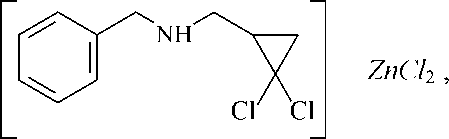 NH
Cl Cl
ZnCl₂ ,